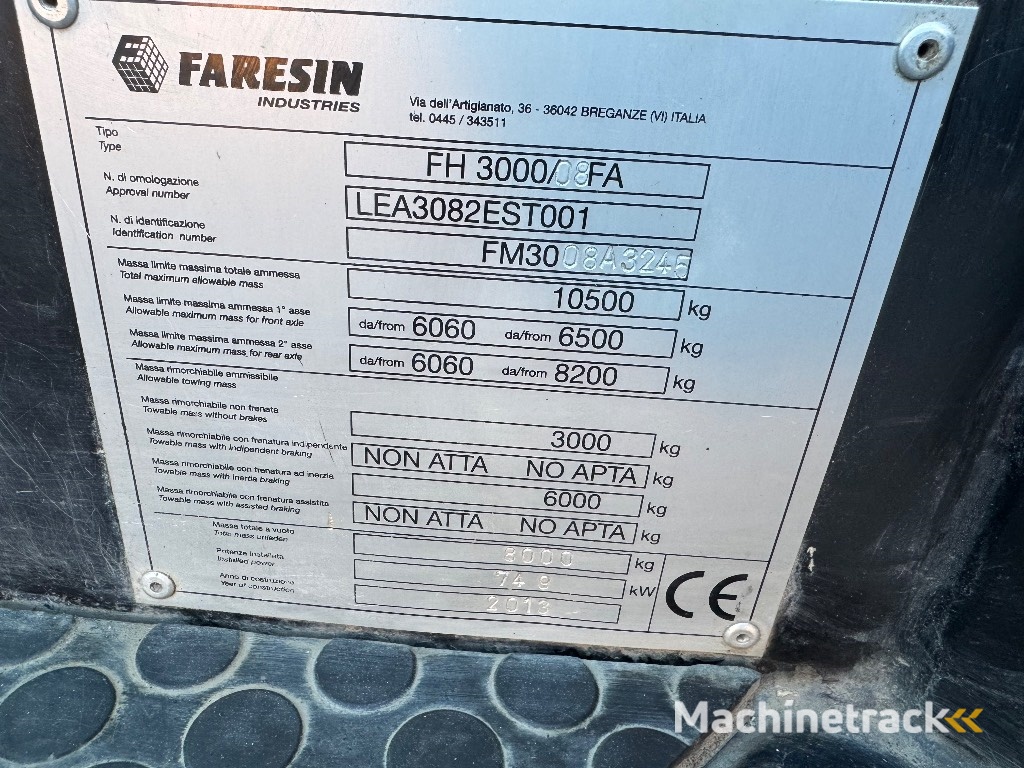 FARESIN
INDUSTRIES
Via dell'Artigianato, 36 - 36042 BREGANZE (VI) ITALIA
tel. 0445 / 343511
Tipo
Type
FH 3000/08FA
N. di omologazione
Approval number
LEA3082EST001
N. di identificazione
Identification number
FM3008A3245
Massa limite massima totale ammessa
Total maximum allowable mass
10500 kg
Massa limite massima ammessa 1° asse
Allowable maximum mass for front axle
da/from 6060 da/from 6500 kg
Massa limite massima ammessa 2° asse
Allowable maximum mass for rear axle
da/from 6060 da/from 8200 kg
Massa rimorchiabile ammissibile
Allowable towing mass
Massa rimorchiabile non frenata
Towable mass without brakes
3000 kg
Massa rimorchiabile con frenatura indipendente
Towable mass with indipendent braking
NON ATTA NO APTA kg
Massa rimorchiabile con frenatura ad inerzia
Towable mass with inertia braking
6000 kg
Massa rimorchiabile con frenatura assistita
Towable mass with assisted braking
NON ATTA NO APTA kg
Massa totale a vuoto
Tota mass unladen
8000 kg
Potenza installata
Installed power
74 8 kW
Anno di costruzione
Year of construction
2013
CE
Machinetrack